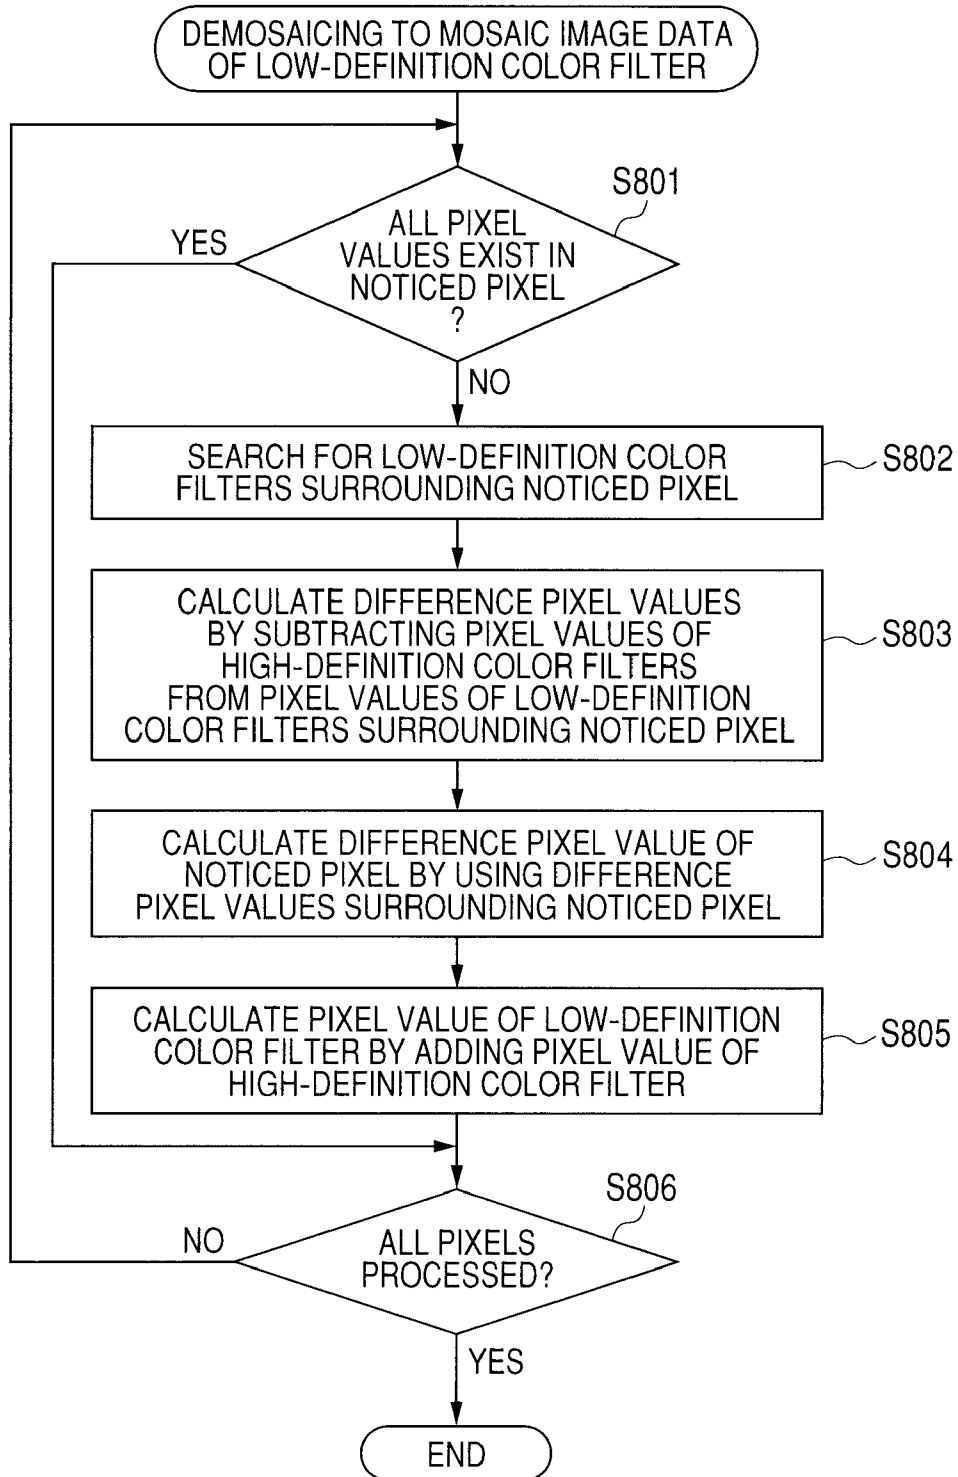 DEMOSAICING TO MOSAIC IMAGE DATA
OF LOW-DEFINITION COLOR FILTER
S801
ALL PIXEL
VALUES EXIST IN
NOTICED PIXEL
?
YES
NO
SEARCH FOR LOW-DEFINITION COLOR
FILTERS SURROUNDING NOTICED PIXEL
S802
CALCULATE DIFFERENCE PIXEL VALUES
BY SUBTRACTING PIXEL VALUES OF
HIGH-DEFINITION COLOR FILTERS
FROM PIXEL VALUES OF LOW-DEFINITION
COLOR FILTERS SURROUNDING NOTICED PIXEL
S803
CALCULATE DIFFERENCE PIXEL VALUE OF
NOTICED PIXEL BY USING DIFFERENCE
PIXEL VALUES SURROUNDING NOTICED PIXEL
S804
CALCULATE PIXEL VALUE OF LOW-DEFINITION
COLOR FILTER BY ADDING PIXEL VALUE OF
HIGH-DEFINITION COLOR FILTER
S805
S806
NO
ALL PIXELS
PROCESSED?
YES
END